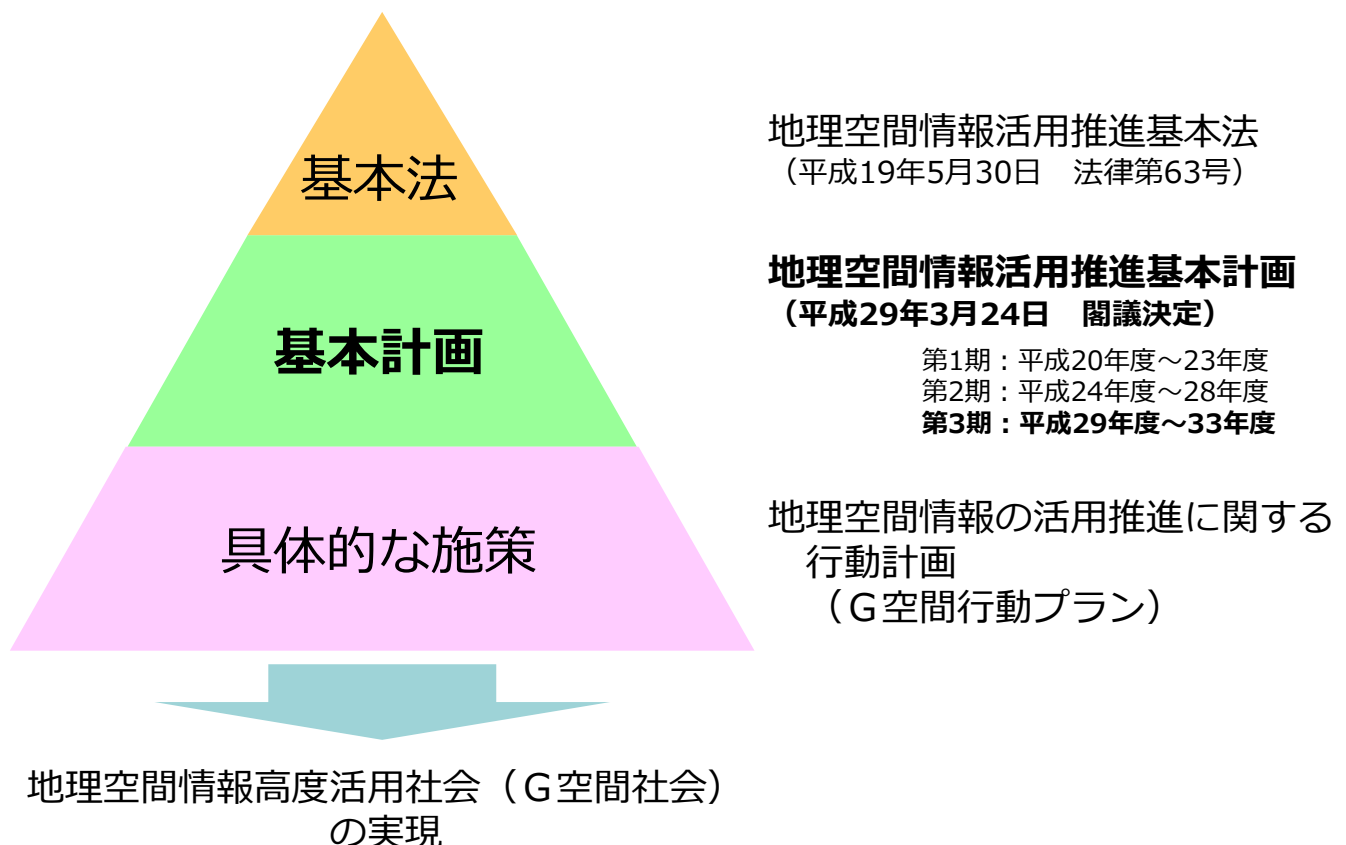 基本法
地理空間情報活用推進基本法
（平成19年5月30日　法律第63号）
基本計画
地理空間情報活用推進基本計画
（平成29年3月24日　閣議決定）
第1期：平成20年度～23年度
第2期：平成24年度～28年度
第3期：平成29年度～33年度
具体的な施策
地理空間情報の活用推進に関する
行動計画
（Ｇ空間行動プラン）
地理空間情報高度活用社会（Ｇ空間社会）
の実現